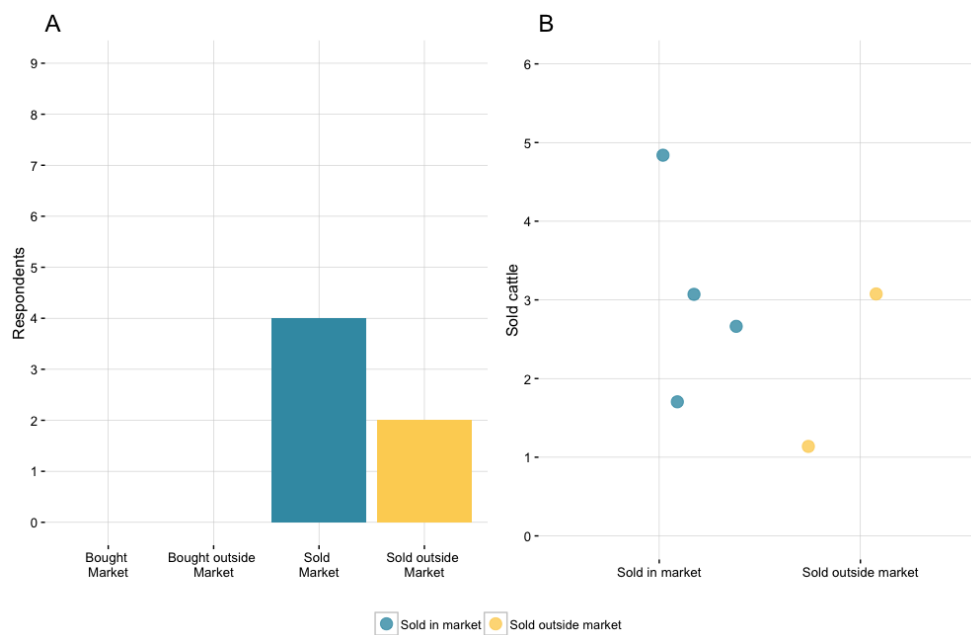 A
Respondents
9
8
7
6
5
4
3
2
1
0
Bought
Market
Bought outside
Market
Sold
Market
Sold outside
Market
B
Sold cattle
6
5
4
3
2
1
0
Sold in market
Sold outside market
Sold in market
Sold outside market